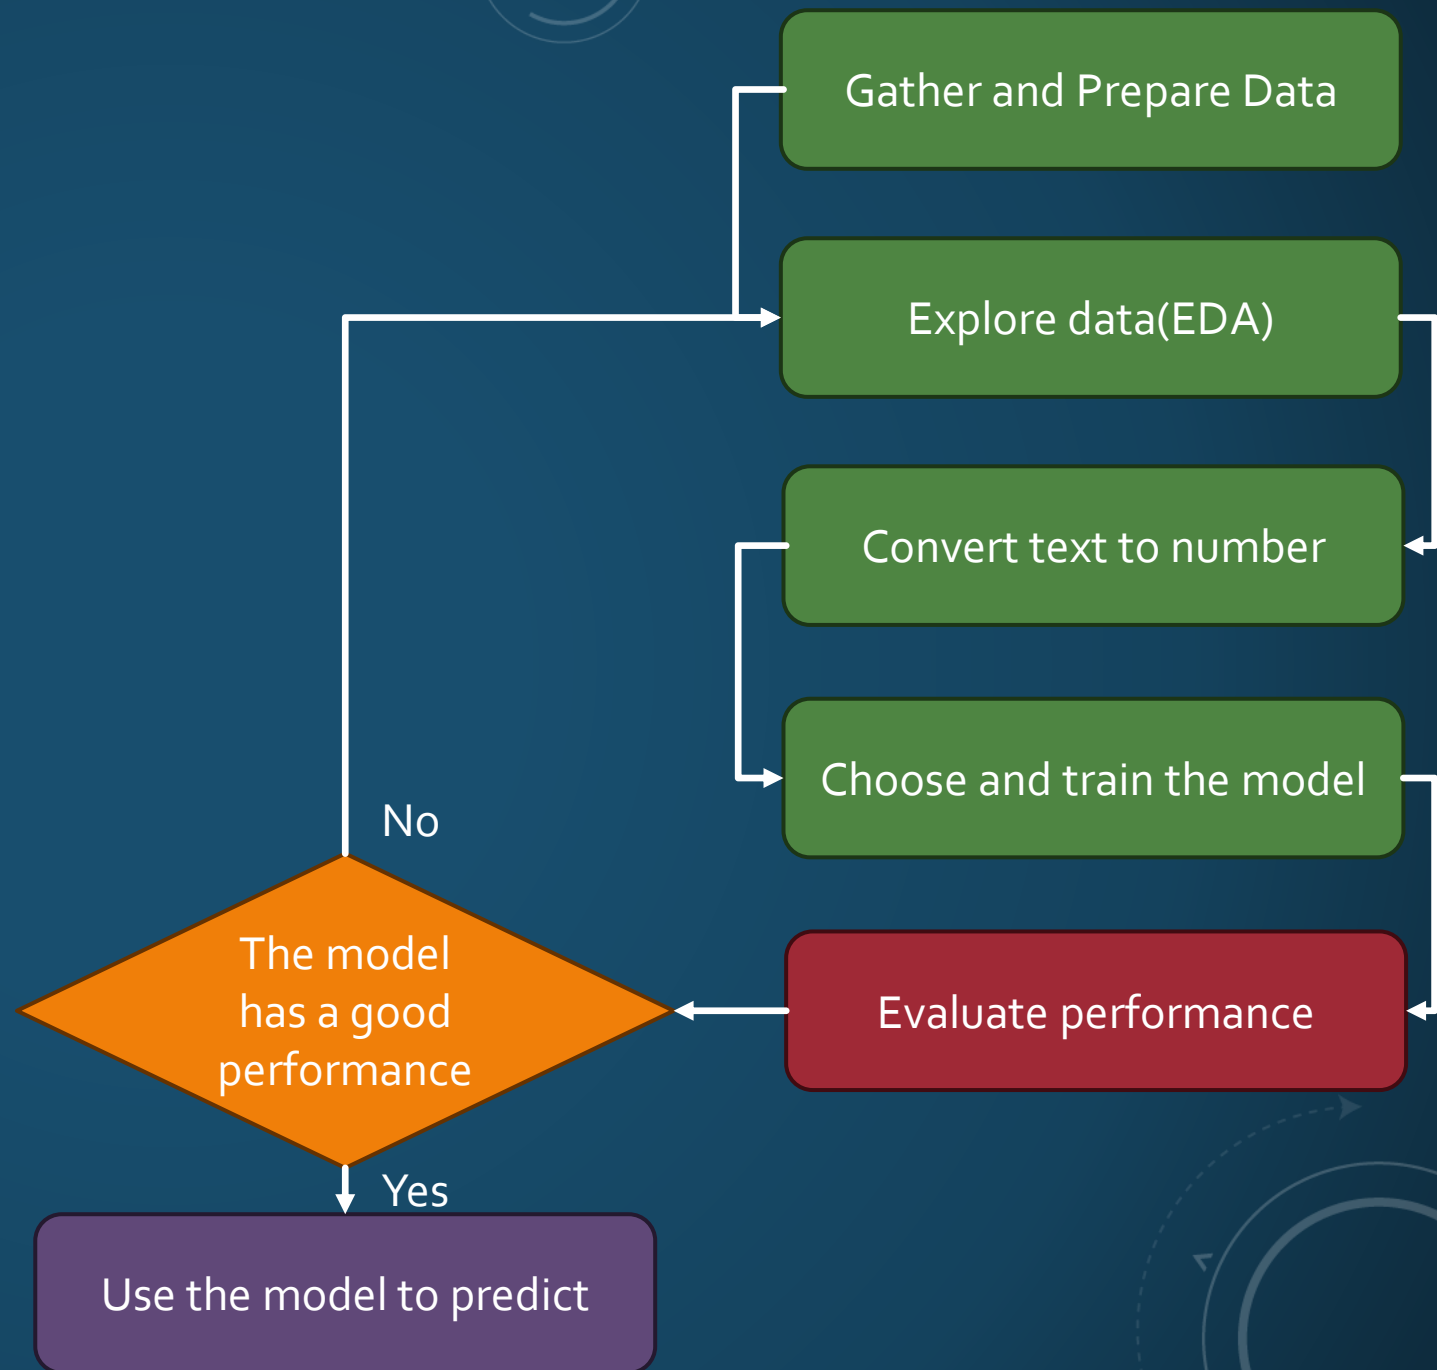 Gather and Prepare Data
Explore data(EDA)
Convert text to number
Choose and train the model
Evaluate performance
No
The model
has a good
performance
Yes
Use the model to predict